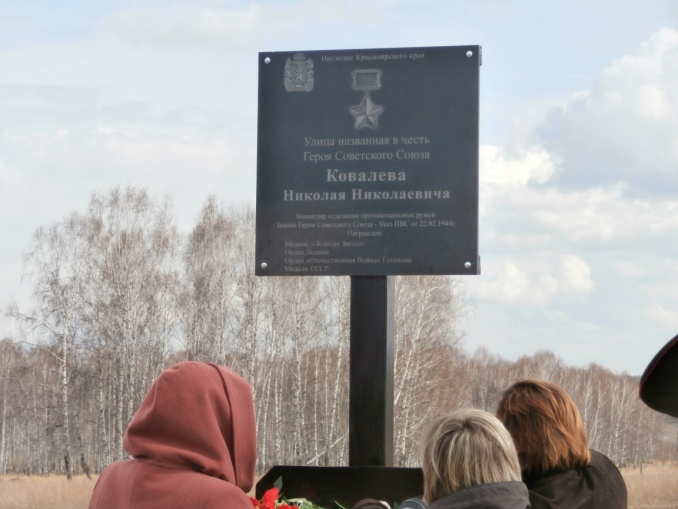 Наследие Красноярского края
Улица названная в честь
Героя Советского Союза
Ковалева
Николая Николаевича
Командир отделения противотанковых ружей
Звание Героя Советского Союза - Указ ПВС от 22.02.1944г
Награжден:
Медаль «Золотая Звезда»
Орден Ленина
Орден «Отечественная Война» I степени
Медали СССР